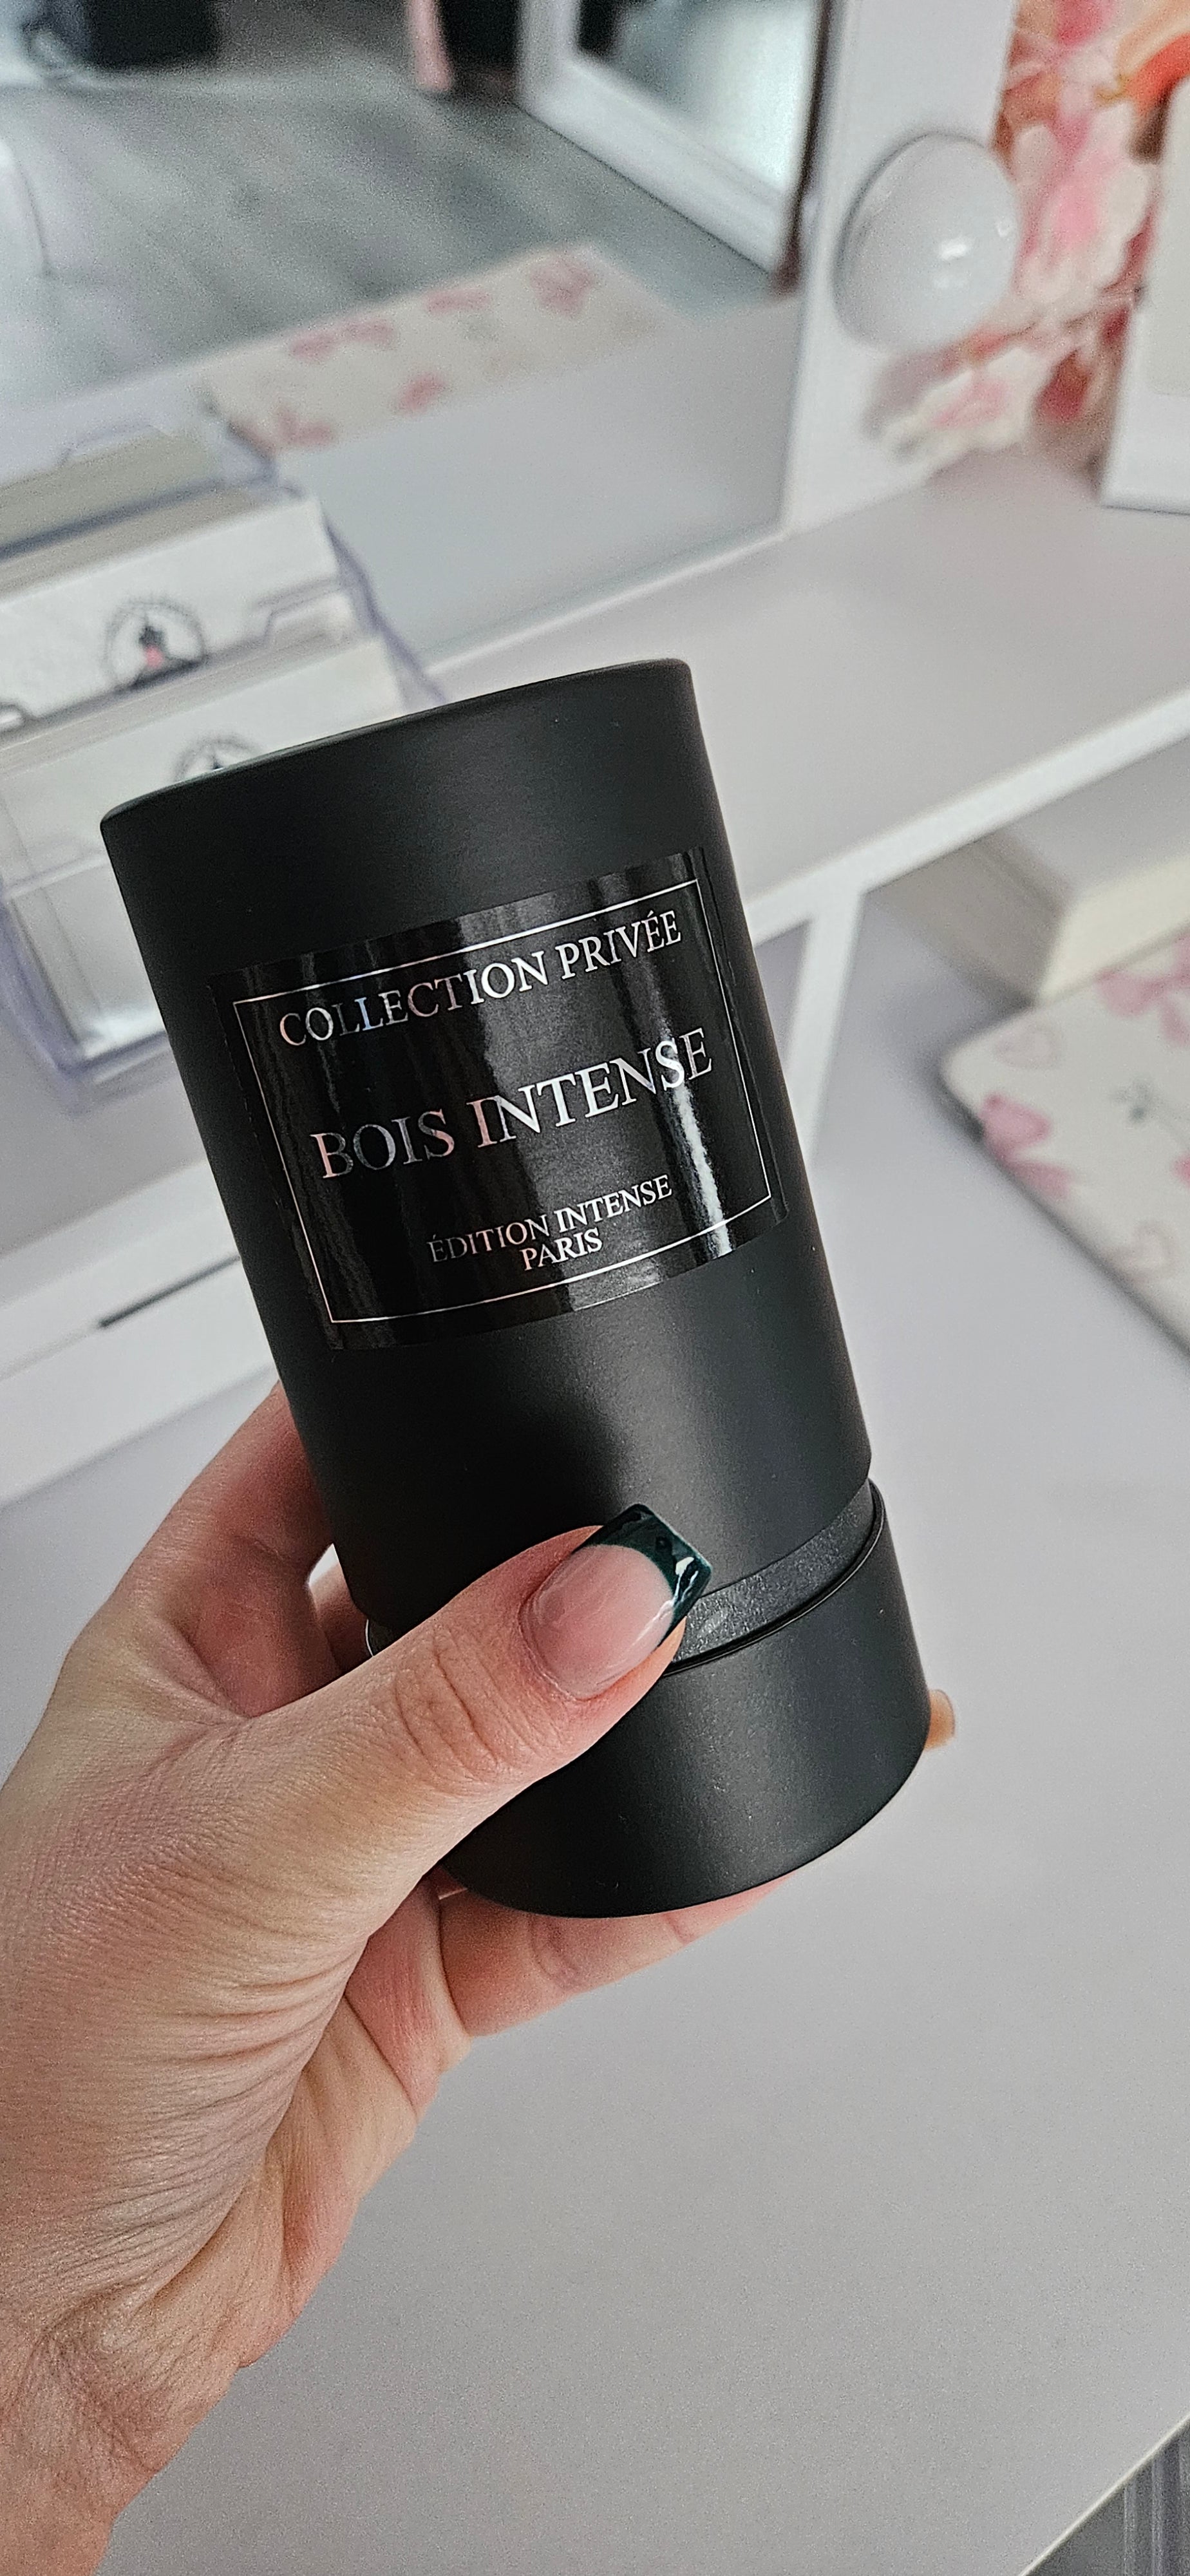 COLLECTION PRIVÉE
BOIS INTENSE
ÉDITION INTENSE
PARIS